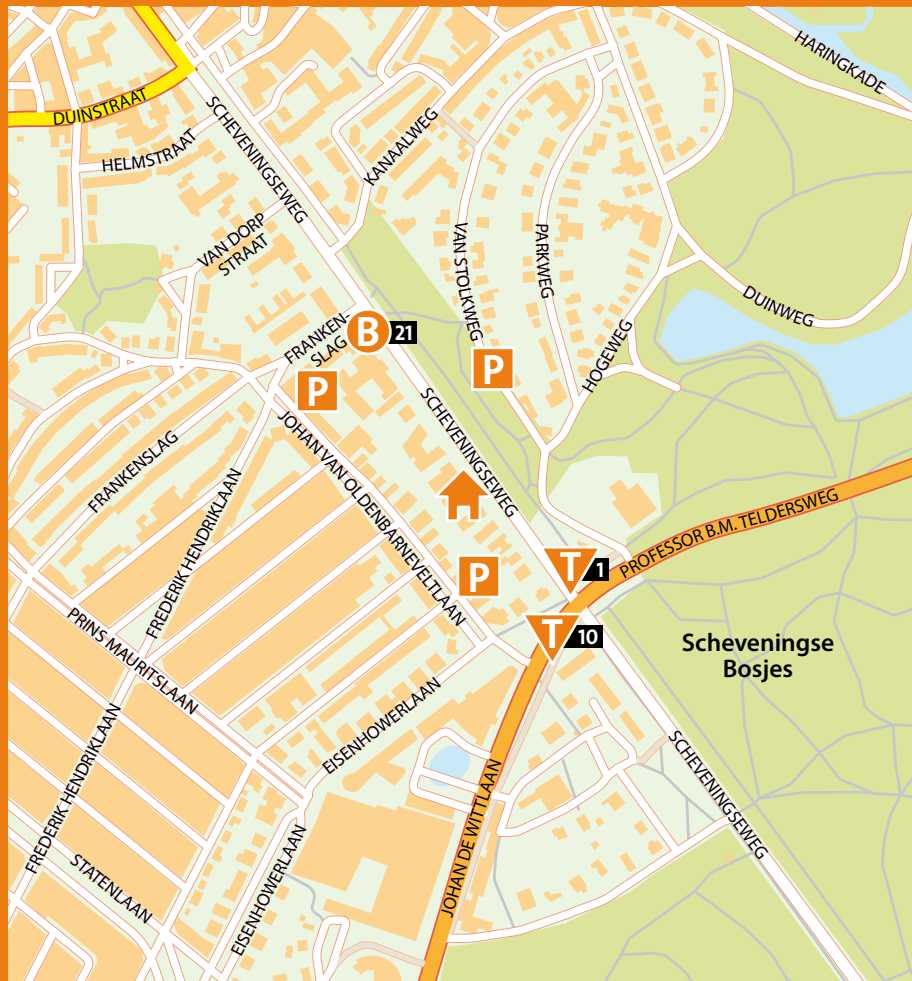 HARINGKADE
DUINSTRAAT
SCHEVENINGSEWEG
HELMSTRAAT
KANAALWEG
VAN DORP
STRAAT
VAN STOLKWEG
PARKWEG
DUINWEG
FRANKEN-
SLAG
B
21
P
P
HOGEWEG
SCHEVENINGSEWEG
FRANKENSLAG
JOHAN VAN OLDENBARNEVELTLAAN
FREDERIK HENDRIKLAAN
PROFESSOR B.M. TELDERSWEG
P
T
1
T
10
PRINS MAURITSLAAN
Scheveningse
Bosjes
EISENHOWERLAAN
FREDERIK HENDRIKLAAN
SCHEVENINGSEWEG
JOHAN DE WITTLAAN
STATENLAAN
EISENHOWERLAAN